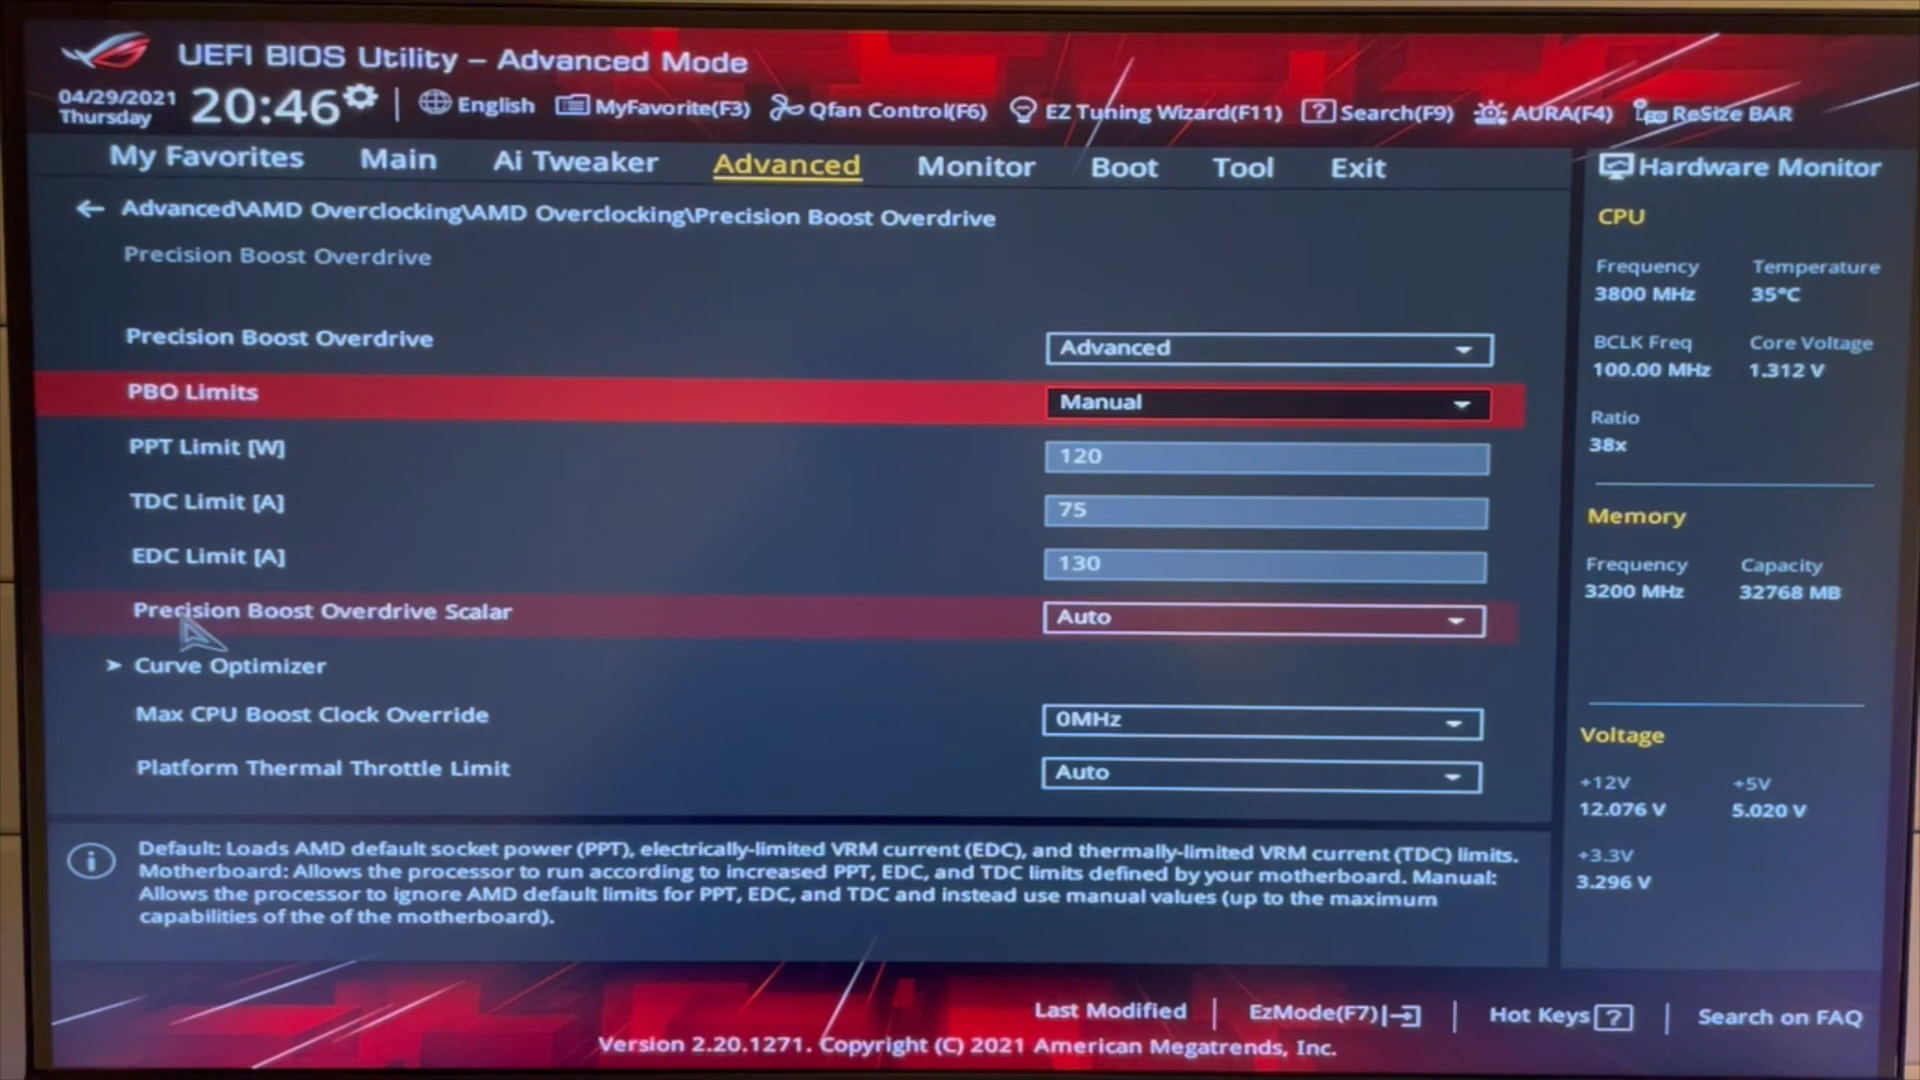 UEFI BIOS Utility – Advanced Mode
04/29/2021
Thursday
20:46
English
MyFavorite(F3)
Qfan Control(F6)
EZ Tuning Wizard(F11)
Search(F9)
AURA(F4)
ReSize BAR
My Favorites
Main
Ai Tweaker
Advanced
Monitor
Boot
Tool
Exit
Advanced\AMD Overclocking\AMD Overclocking\Precision Boost Overdrive
Precision Boost Overdrive
Precision Boost Overdrive
Advanced
PBO Limits
Manual
PPT Limit [W]
120
TDC Limit [A]
75
EDC Limit [A]
130
Precision Boost Overdrive Scalar
Auto
Curve Optimizer
Max CPU Boost Clock Override
0MHz
Platform Thermal Throttle Limit
Auto
Default: Loads AMD default socket power (PPT), electrically-limited VRM current (EDC), and thermally-limited VRM current (TDC) limits.
Motherboard: Allows the processor to run according to increased PPT, EDC, and TDC limits defined by your motherboard. Manual:
Allows the processor to ignore AMD default limits for PPT, EDC, and TDC and instead use manual values (up to the maximum
capabilities of the of the motherboard).
Hardware Monitor
CPU
Frequency
Temperature
3800 MHz
35°C
BCLK Freq
Core Voltage
100.00 MHz
1.312 V
Ratio
38x
Memory
Frequency
Capacity
3200 MHz
32768 MB
Voltage
+12V
+5V
12.076 V
5.020 V
+3.3V
3.296 V
Last Modified
EzMode(F7)
Hot Keys ?
Search on FAQ
Version 2.20.1271. Copyright (C) 2021 American Megatrends, Inc.